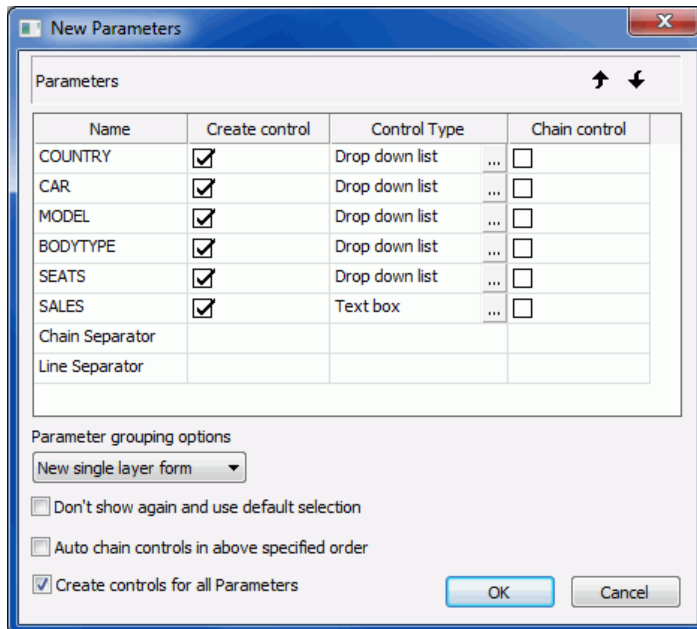 New Parameters
Parameters
Name Create control Control Type Chain control
COUNTRY Drop down list ...
CAR Drop down list ...
MODEL Drop down list ...
BODYTYPE Drop down list ...
SEATS Drop down list ...
SALES Text box ...
Chain Separator
Line Separator
Parameter grouping options
New single layer form
Don't show again and use default selection
Auto chain controls in above specified order
Create controls for all Parameters
OK Cancel